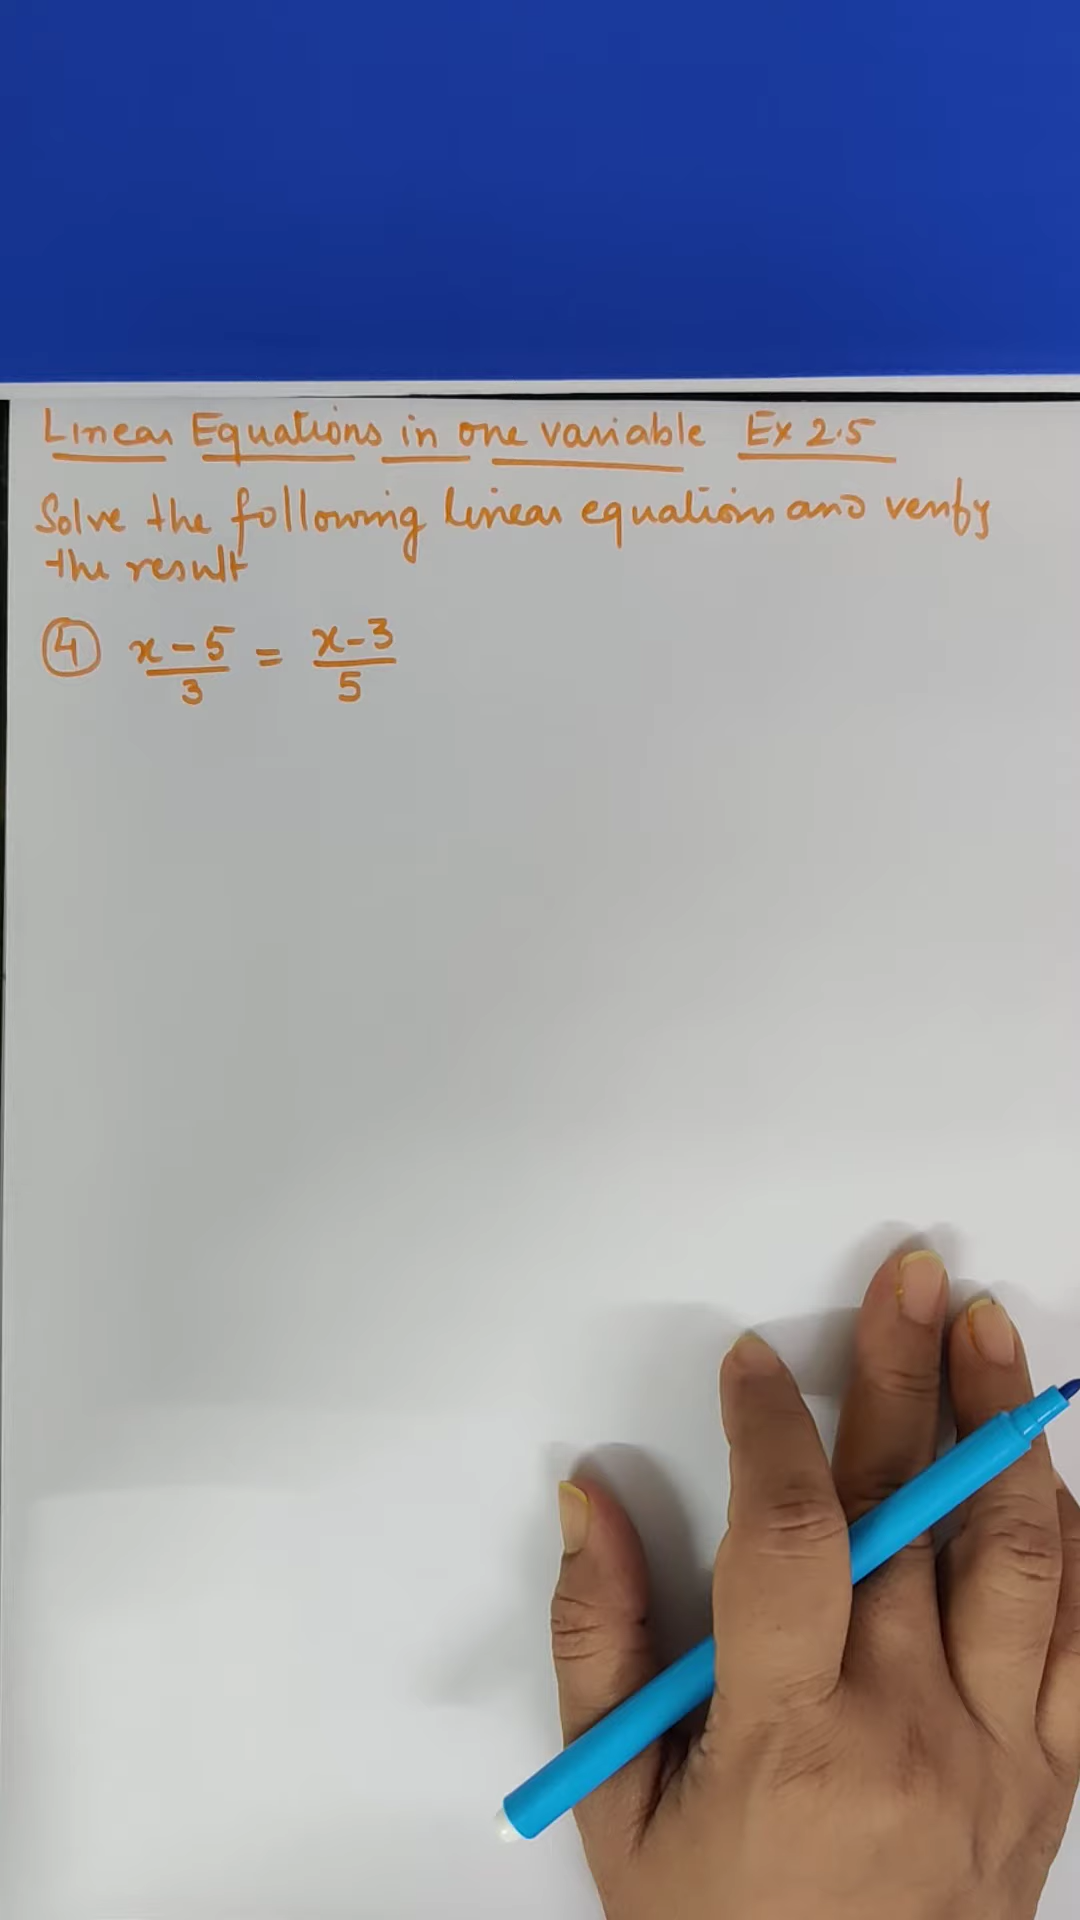 Linear Equations in one variable Ex 2.5
Solve the following linear equations and verify
the result
④ x-5/3 = x-3/5